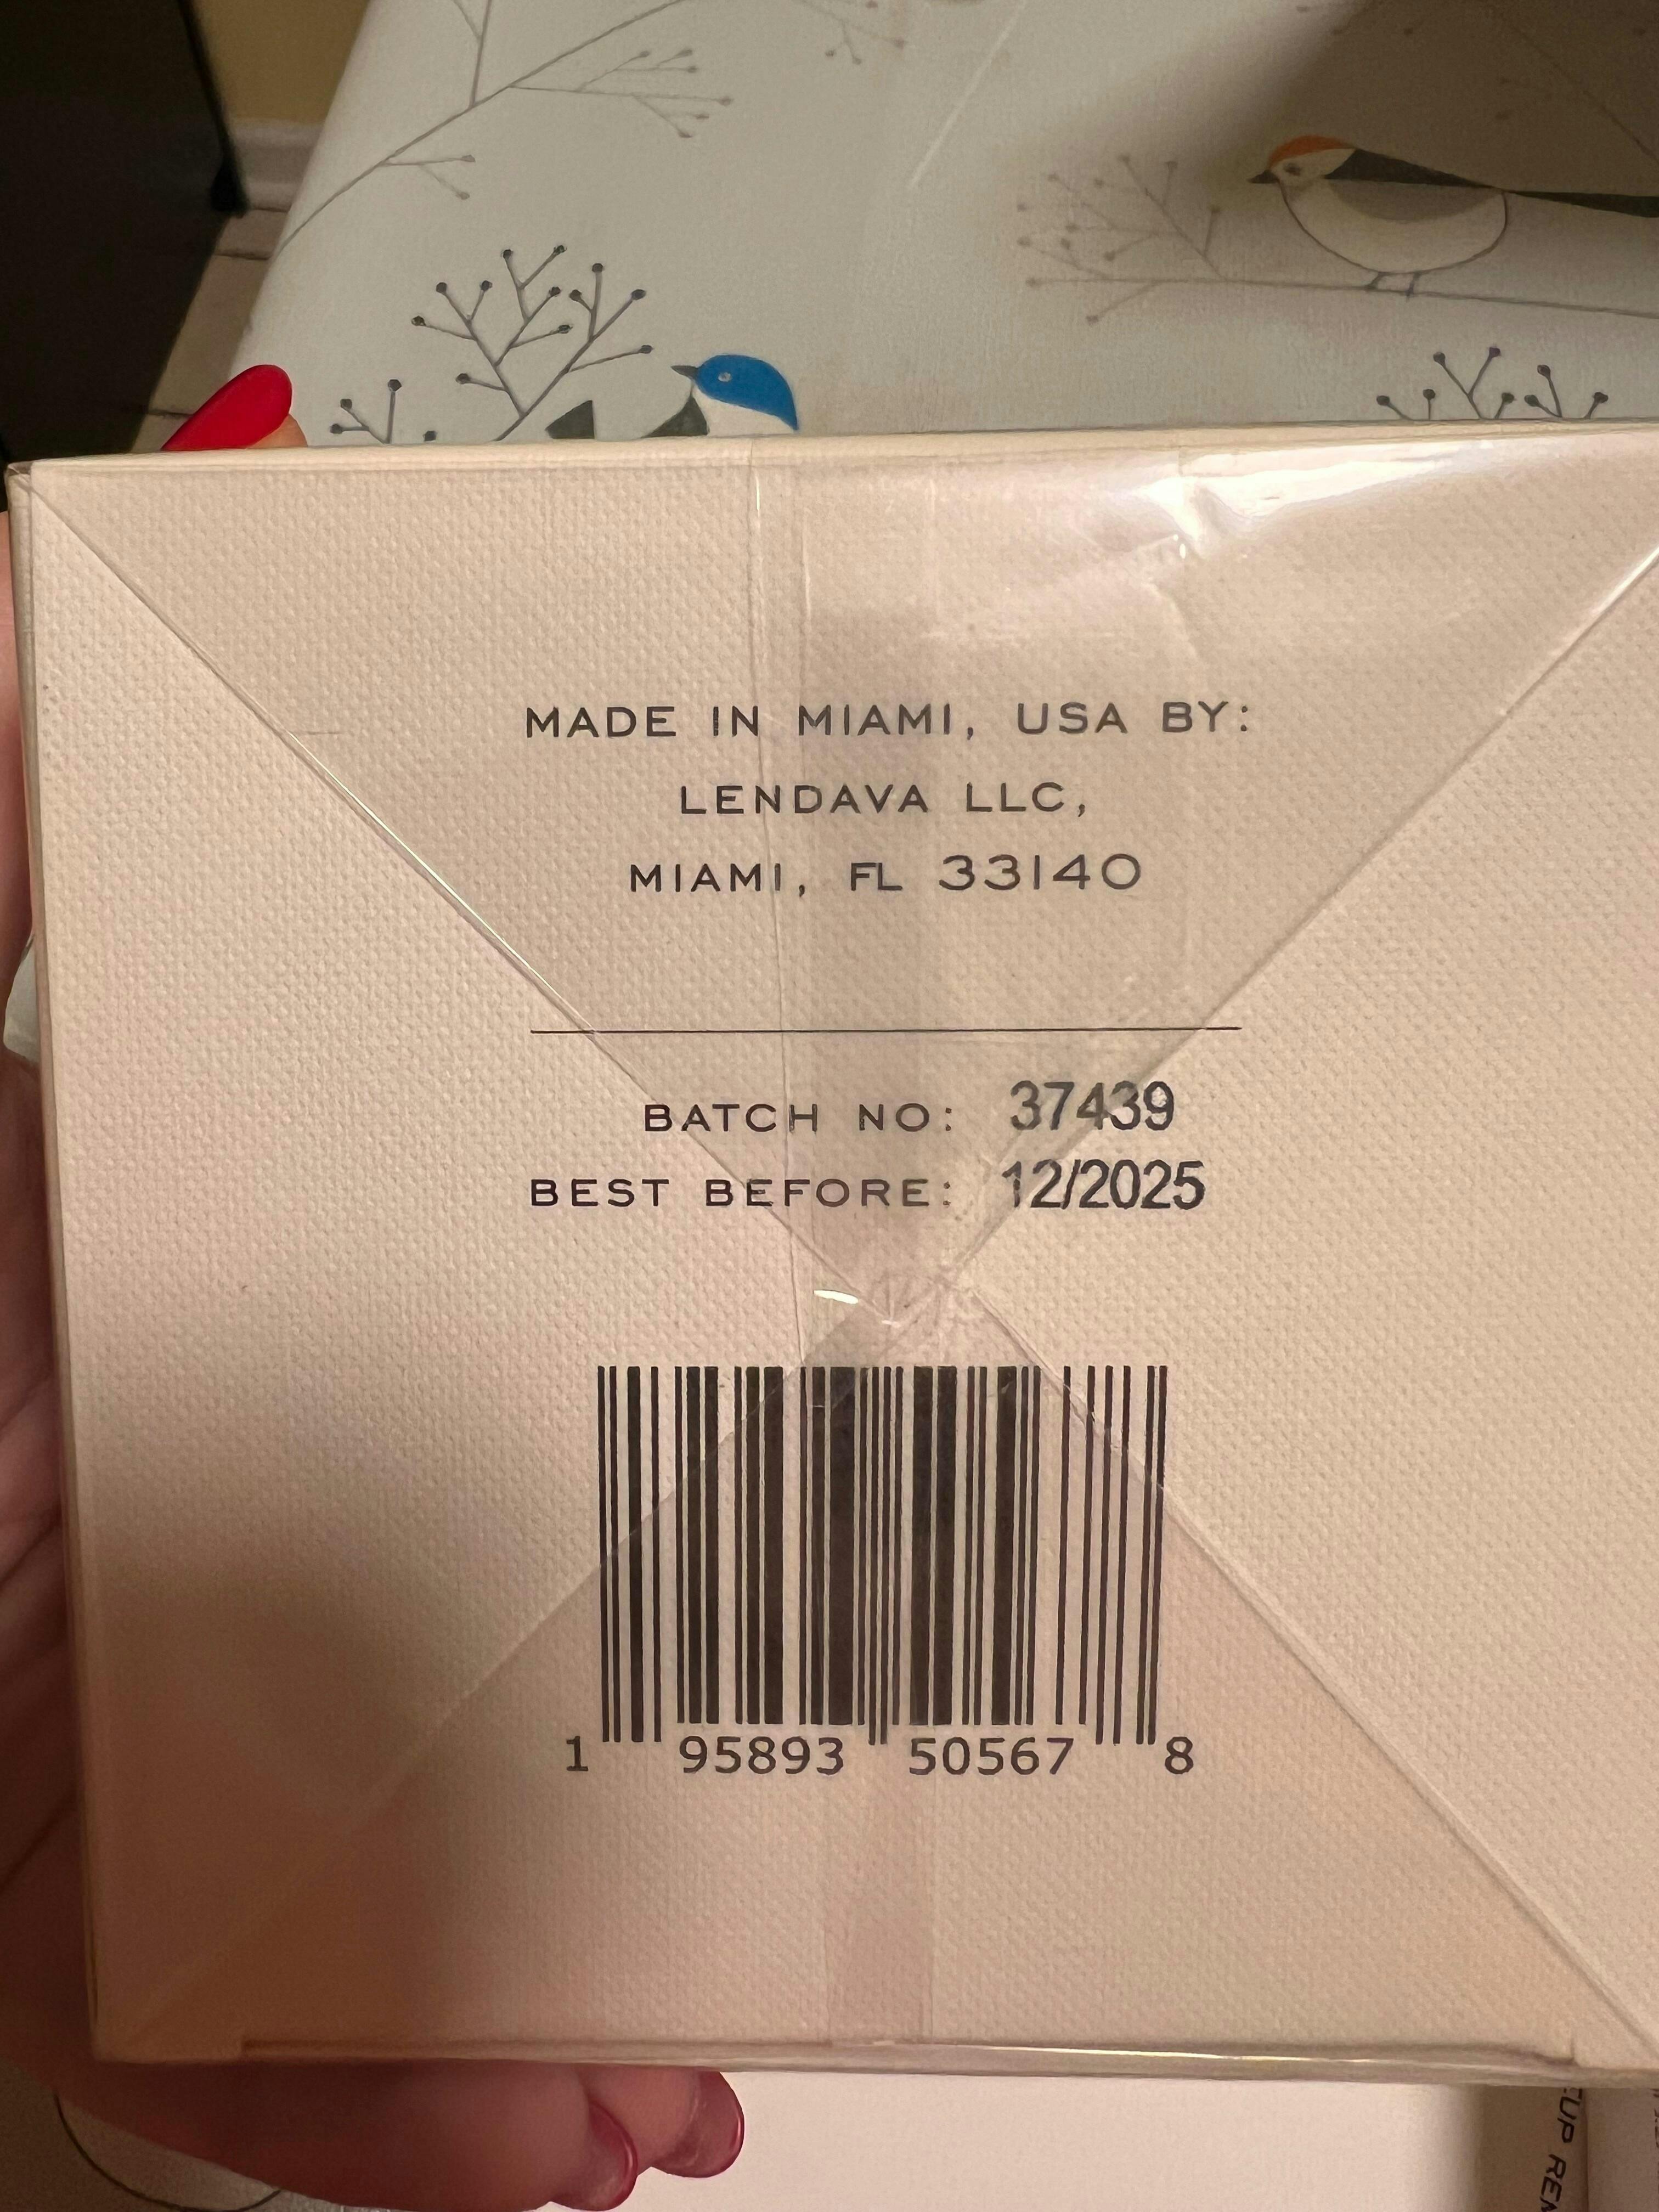 MADE IN MIAMI, USA BY:
LENDAVA LLC,
MIAMI, FL 33140
BATCH NO: 37439
BEST BEFORE: 12/2025
1 95893 50567 8